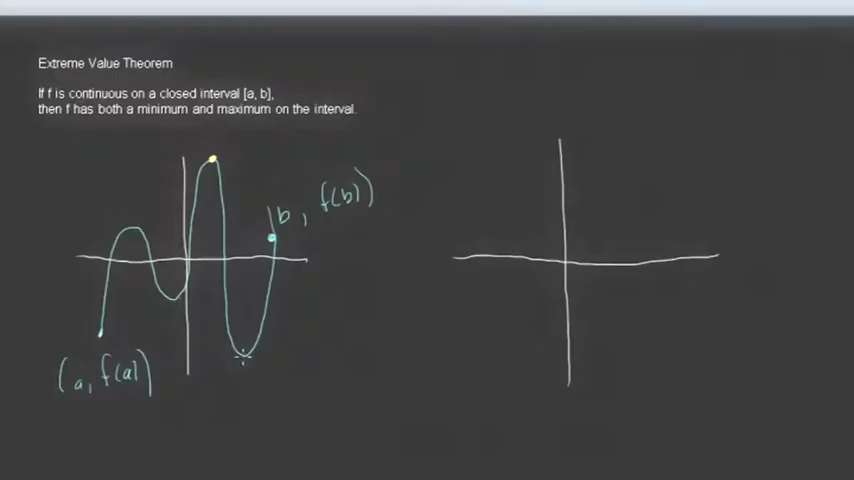 Extreme Value Theorem
If f is continuous on a closed interval [a, b],
then f has both a minimum and maximum on the interval.
b, f(b))
(a, f(a))